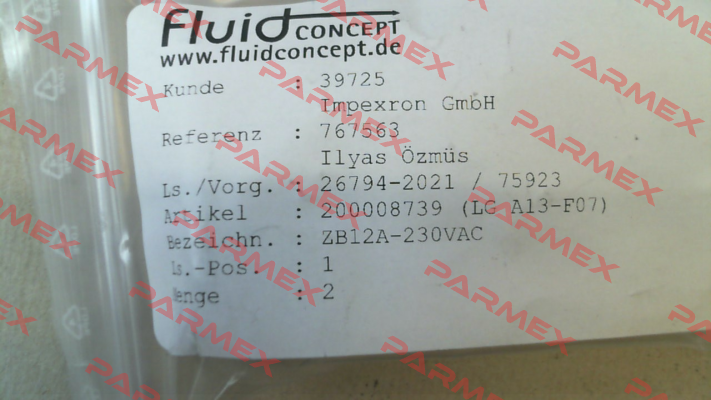 Fluid CONCEPT
www.fluidconcept.de
Kunde : 39725
Impexron GmbH
Referenz : 767563
Ilyas Özmüs
Ls./Vorg. : 26794-2021 / 75923
Artikel : 200008739 (LG A13-F07)
Bezeichn. : ZB12A-230VAC
Ls.-Pos. : 1
Menge : 2
PARMEX